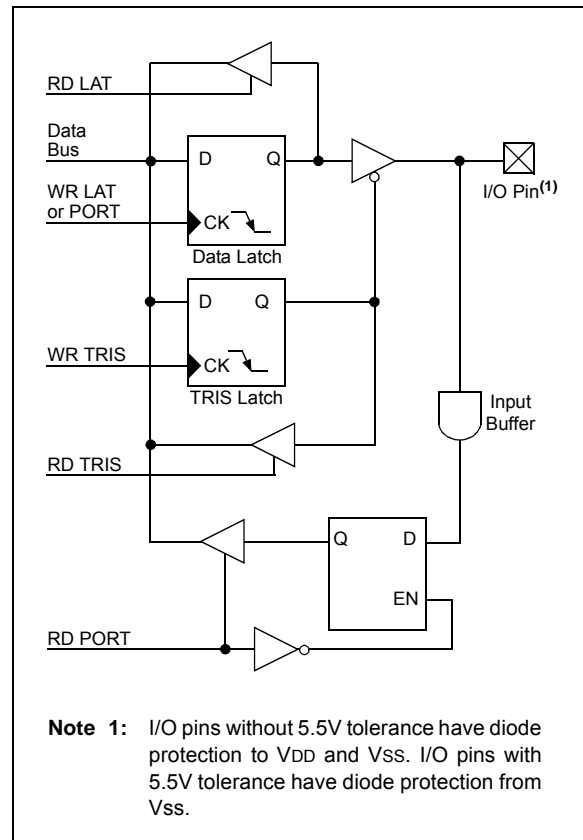 RD LAT
Data
Bus
D Q
WR LAT
or PORT
CK
Data Latch
I/O Pin(1)
D Q
WR TRIS
CK
TRIS Latch
Input
Buffer
RD TRIS
Q D
EN
RD PORT
Note 1: I/O pins without 5.5V tolerance have diode
protection to VDD and VSS. I/O pins with
5.5V tolerance have diode protection from
Vss.